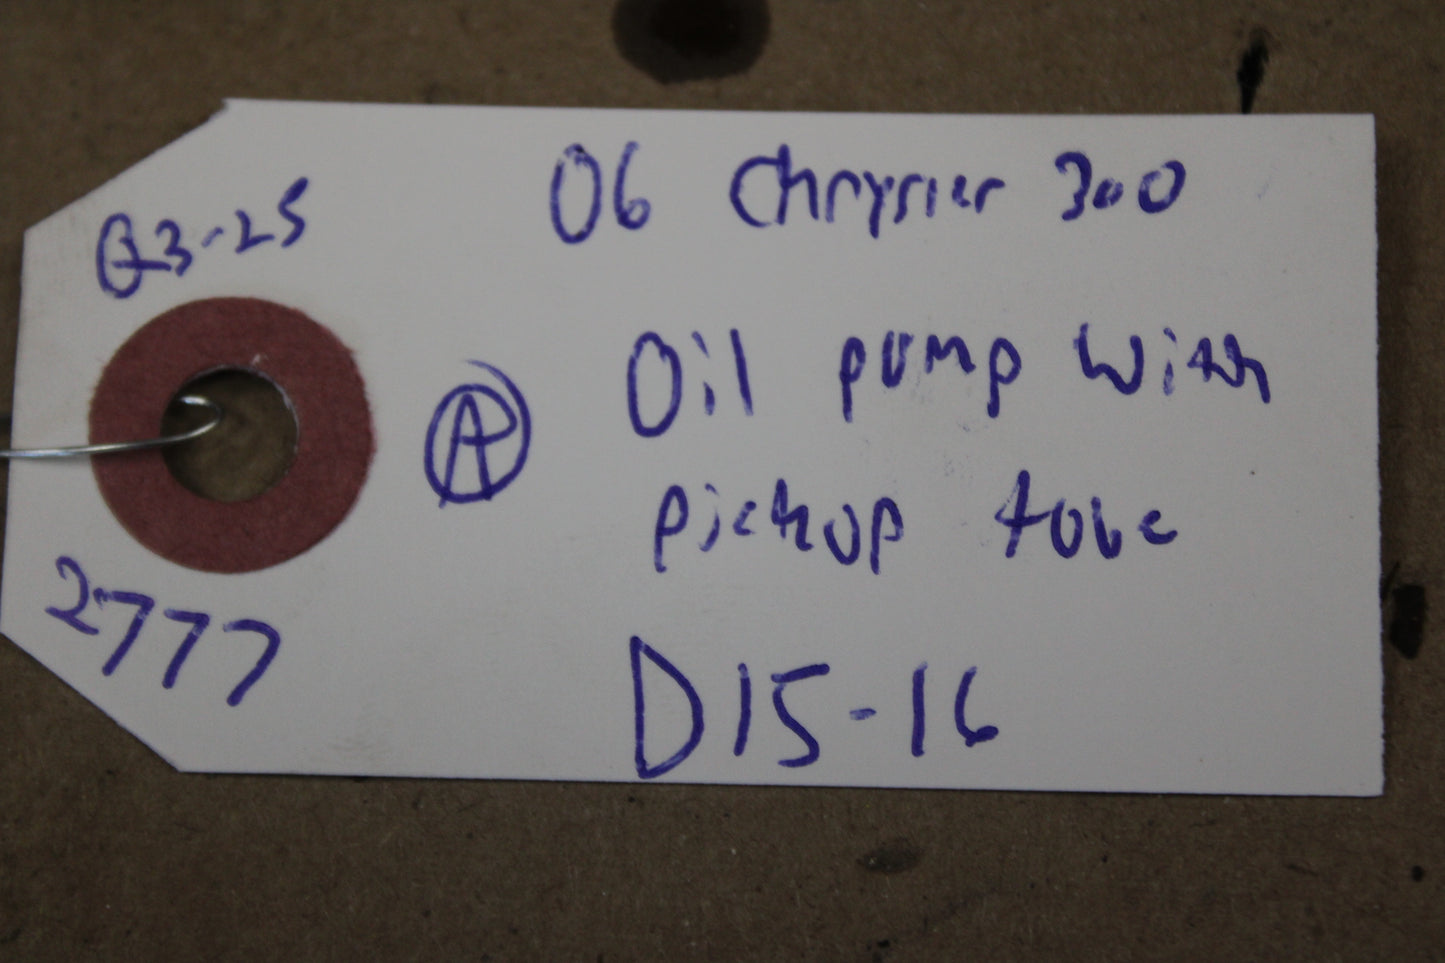 06 Chrysler 300
Q3-25
Oil pump with
A
pickup tube
2777
D15-16